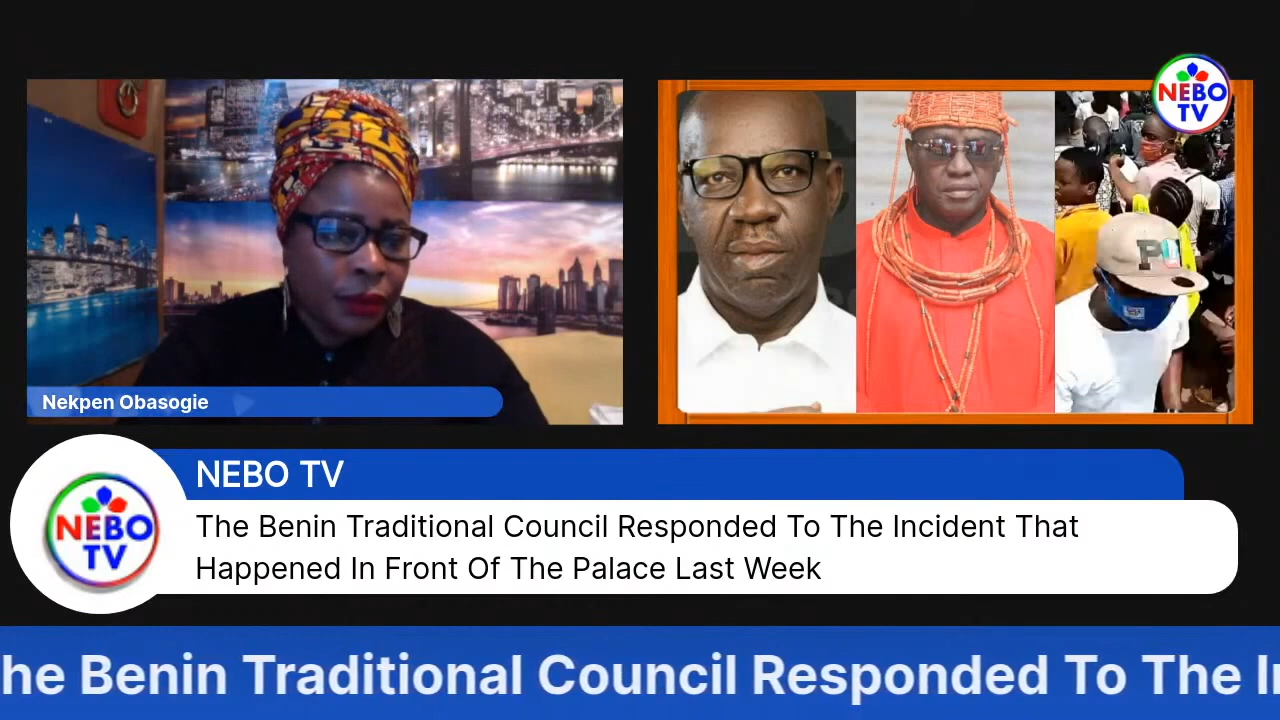 NEBO
TV
P
Nekpen Obasogie
NEBO TV
The Benin Traditional Council Responded To The Incident That
Happened In Front Of The Palace Last Week
NEBO
TV
he Benin Traditional Council Responded To The I